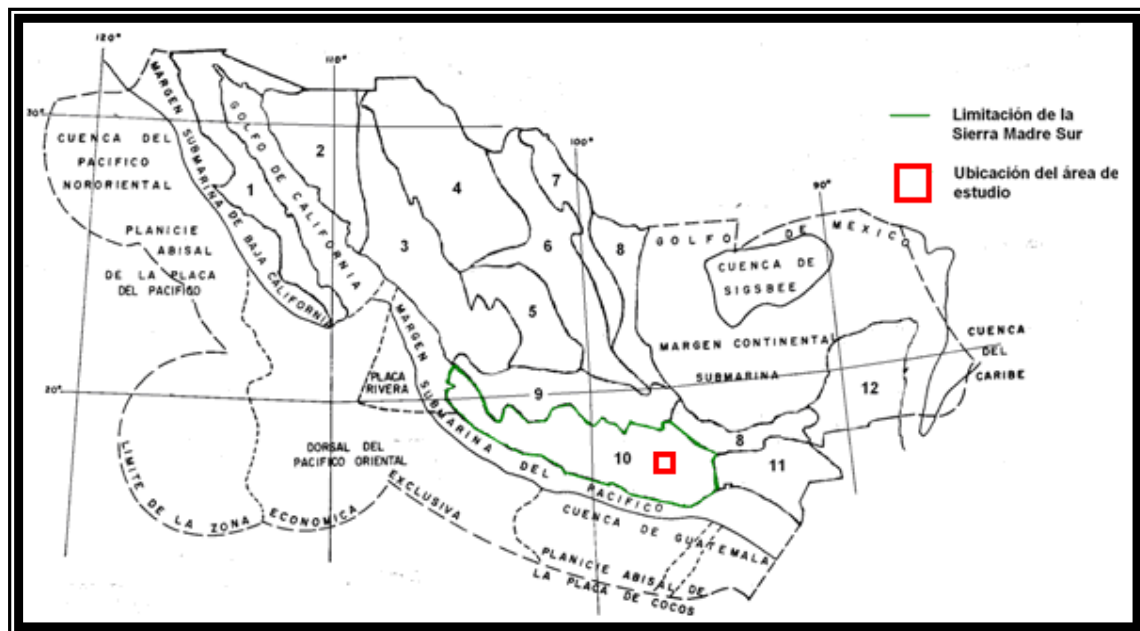 120°
110°
30°
100°
90°
20°
MARGEN SUBMARINA DE BAJA CALIFORNIA
GOLFO DE CALIFORNIA
CUENCA DEL
PACIFICO
NORORIENTAL
PLANICIE ABISAL
DE LA PLACA
DEL PACIFICO
1
2
3
4
5
6
7
8
9
10
8
11
12
GOLFO DE MEXICO
CUENCA DE
SIGSBEE
MARGEN CONTINENTAL
SUBMARINA
CUENCA
DEL
CARIBE
PLACA
RIVERA
MARGEN SUBMARINA DEL PACIFICO
DORSAL DEL
PACIFICO ORIENTAL
LIMITE DE LA ZONA ECONOMICA EXCLUSIVA
CUENCA DE GUATEMALA
PLANICIE ABISAL DE
LA PLACA DE COCOS
Limitación de la
Sierra Madre Sur
Ubicación del área de
estudio